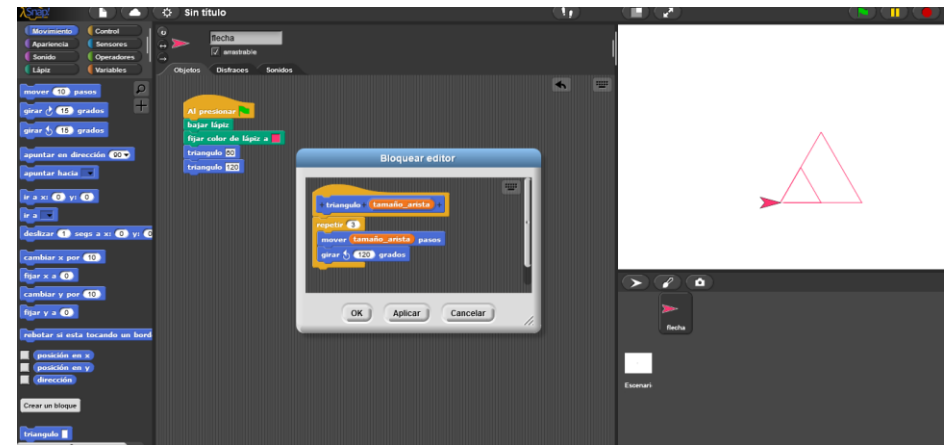 Snap!
Sin título
Movimiento Control
Apariencia Sensores
Sonido Operadores
Lápiz Variables
mover 10 pasos
girar 15 grados
girar 15 grados
apuntar en dirección 90
apuntar hacia
ir a x: 0 y: 0
ir a
deslizar 1 segs a x: 0 y: 0
cambiar x por 10
fijar x a 0
cambiar y por 10
fijar y a 0
rebotar si esta tocando un bord
posición en x
posición en y
dirección
Crear un bloque
triangulo
flecha
arrastrable
Objetos Disfraces Sonidos
Al presionar
bajar lápiz
fijar color de lápiz a
triangulo 60
triangulo 120
Bloquear editor
triangulo tamaño_arista
repetir 3
mover tamaño_arista pasos
girar 120 grados
OK Aplicar Cancelar
flecha
Escenari